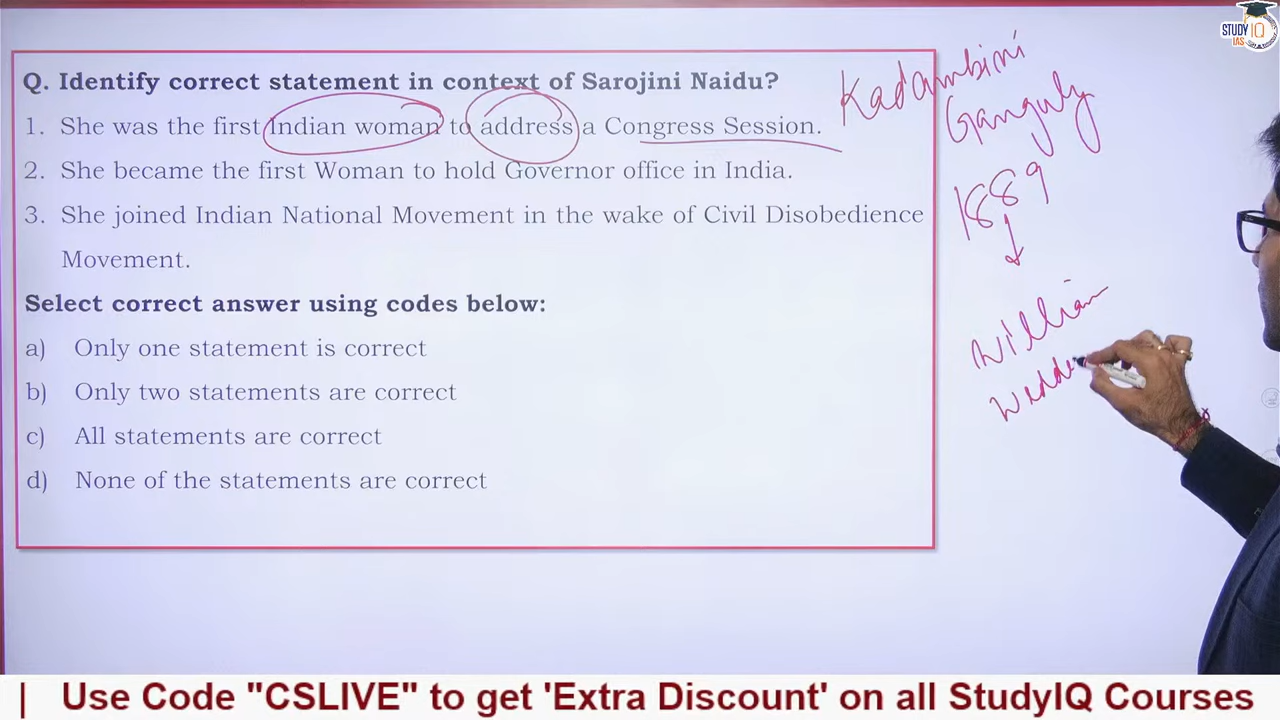 STUDY IQ
IAS
Q. Identify correct statement in context of Sarojini Naidu?
1. She was the first Indian woman to address a Congress Session.
2. She became the first Woman to hold Governor office in India.
3. She joined Indian National Movement in the wake of Civil Disobedience
Movement.
Select correct answer using codes below:
a) Only one statement is correct
b) Only two statements are correct
c) All statements are correct
d) None of the statements are correct
Kadambini
Ganguly
1889
William
Wedde
| Use Code "CSLIVE" to get 'Extra Discount' on all StudyIQ Courses